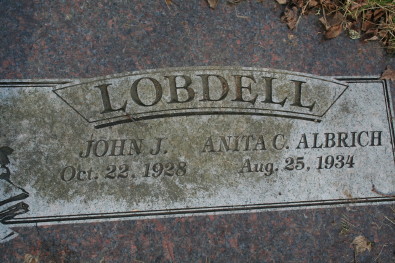 LOBDELL
JOHN J. ANITA C. ALBRICH
Oct. 22, 1928 Aug. 25, 1934